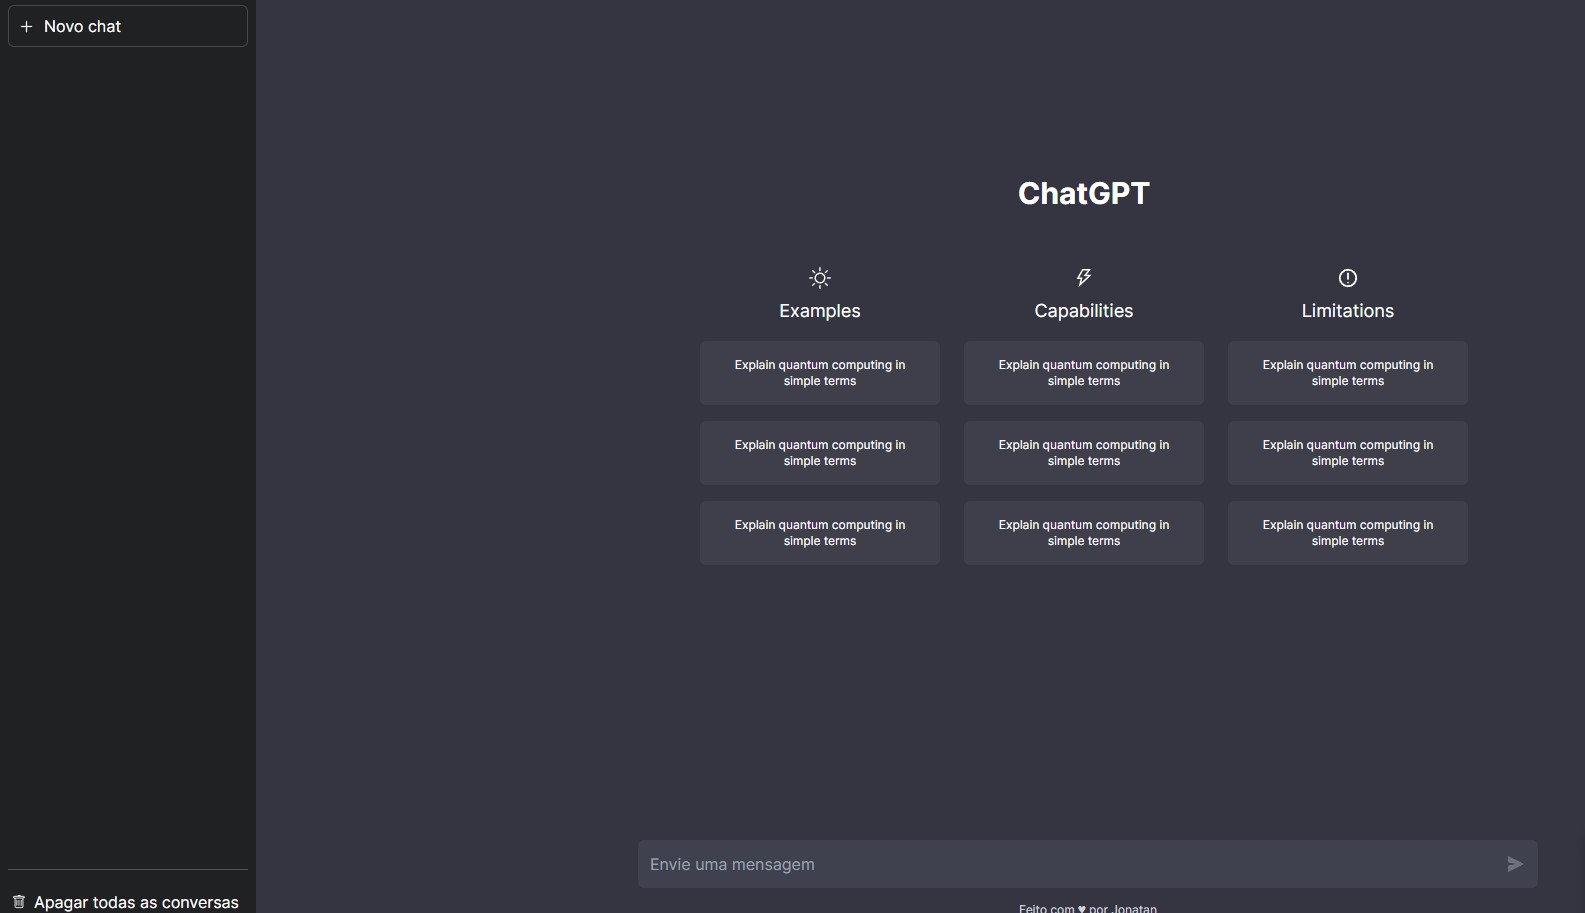 Novo chat
ChatGPT
Examples
Capabilities
Limitations
Explain quantum computing in
simple terms
Explain quantum computing in
simple terms
Explain quantum computing in
simple terms
Explain quantum computing in
simple terms
Explain quantum computing in
simple terms
Explain quantum computing in
simple terms
Explain quantum computing in
simple terms
Explain quantum computing in
simple terms
Explain quantum computing in
simple terms
Envie uma mensagem
Apagar todas as conversas
Feito com ♥ por Jonatan